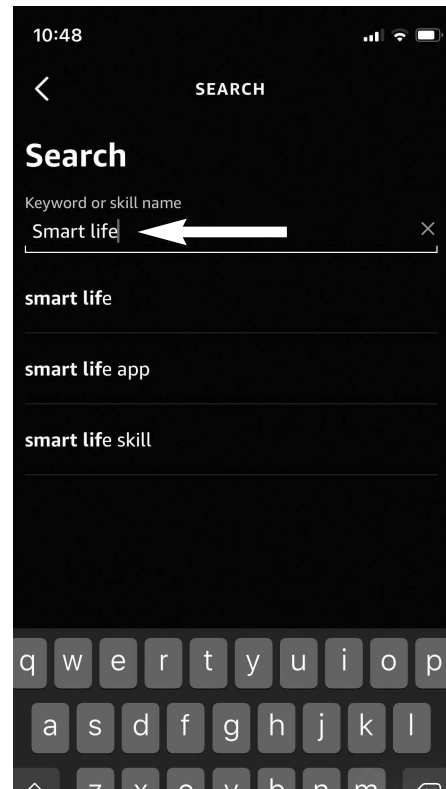 10:48
SEARCH
Search
Keyword or skill name
Smart life
smart life
smart life app
smart life skill
q w e r t y u i o p
a s d f g h j k l
z x c v b n m